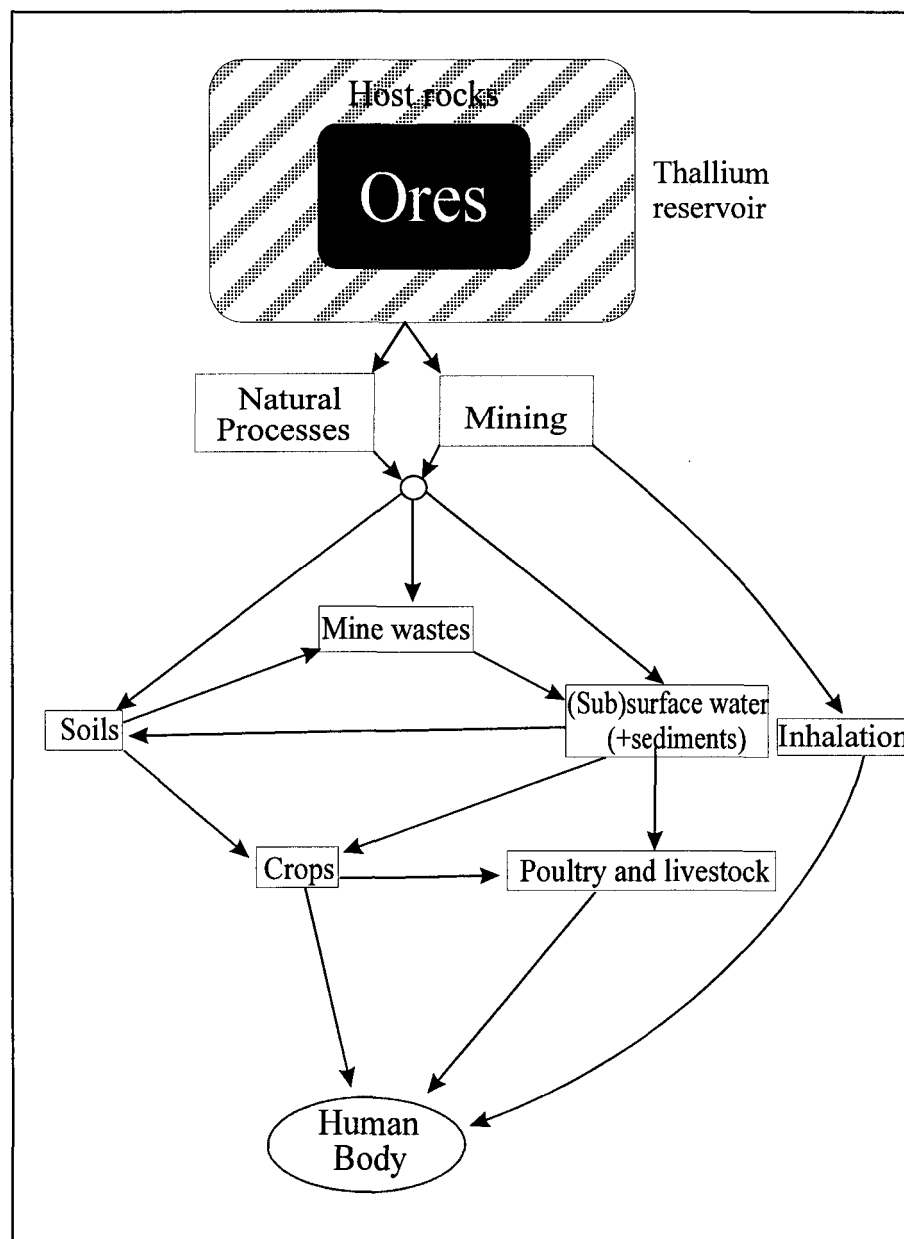 Host rocks
Ores
Thallium
reservoir
Natural
Processes
Mining
Mine wastes
Soils
(Sub)surface water
(+sediments)
Inhalation
Crops
Poultry and livestock
Human
Body